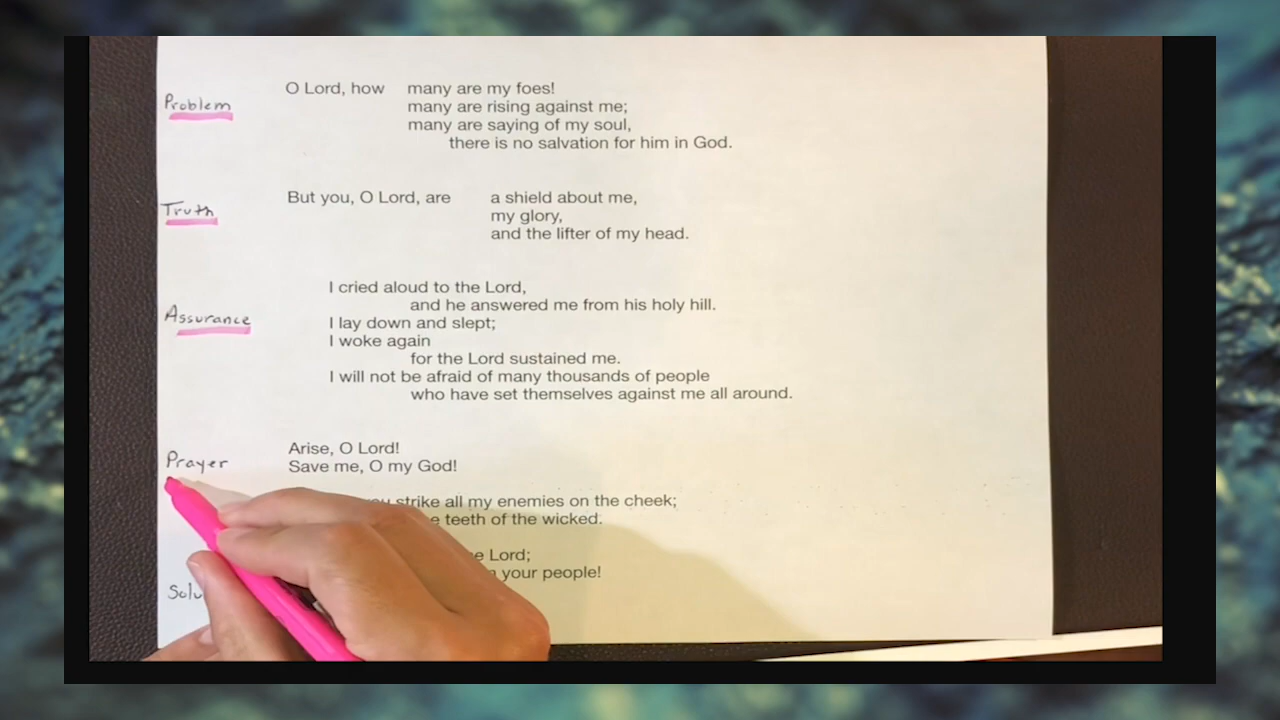 O Lord, how many are my foes!
Problem
many are rising against me;
many are saying of my soul,
there is no salvation for him in God.
But you, O Lord, are a shield about me,
Truth
my glory,
and the lifter of my head.
I cried aloud to the Lord,
and he answered me from his holy hill.
Assurance
I lay down and slept;
I woke again
for the Lord sustained me.
I will not be afraid of many thousands of people
who have set themselves against me all around.
Arise, O Lord!
Prayer
Save me, O my God!
strike all my enemies on the cheek;
teeth of the wicked.
Lord;
your people!